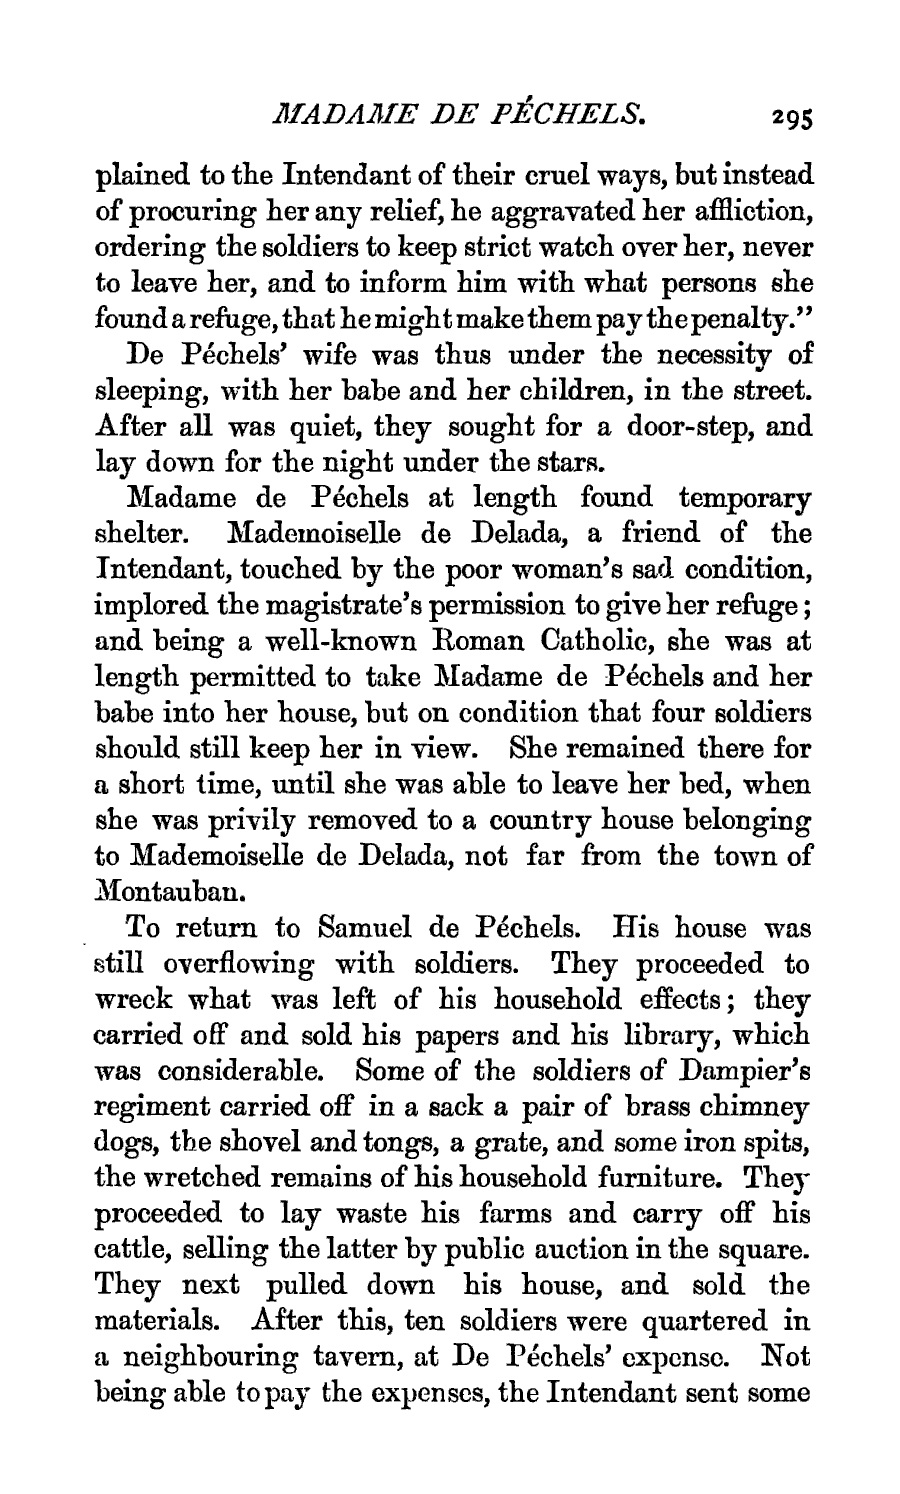 MADAME DE PÉCHELS. 295
plained to the Intendant of their cruel ways, but instead
of procuring her any relief, he aggravated her affliction,
ordering the soldiers to keep strict watch over her, never
to leave her, and to inform him with what persons she
found a refuge, that he might make them pay the penalty.”
De Péchels’ wife was thus under the necessity of
sleeping, with her babe and her children, in the street.
After all was quiet, they sought for a door-step, and
lay down for the night under the stars.
Madame de Péchels at length found temporary
shelter. Mademoiselle de Delada, a friend of the
Intendant, touched by the poor woman’s sad condition,
implored the magistrate’s permission to give her refuge;
and being a well-known Roman Catholic, she was at
length permitted to take Madame de Péchels and her
babe into her house, but on condition that four soldiers
should still keep her in view. She remained there for
a short time, until she was able to leave her bed, when
she was privily removed to a country house belonging
to Mademoiselle de Delada, not far from the town of
Montauban.
To return to Samuel de Péchels. His house was
still overflowing with soldiers. They proceeded to
wreck what was left of his household effects; they
carried off and sold his papers and his library, which
was considerable. Some of the soldiers of Dampier’s
regiment carried off in a sack a pair of brass chimney
dogs, the shovel and tongs, a grate, and some iron spits,
the wretched remains of his household furniture. They
proceeded to lay waste his farms and carry off his
cattle, selling the latter by public auction in the square.
They next pulled down his house, and sold the
materials. After this, ten soldiers were quartered in
a neighbouring tavern, at De Péchels’ expense. Not
being able to pay the expenses, the Intendant sent some